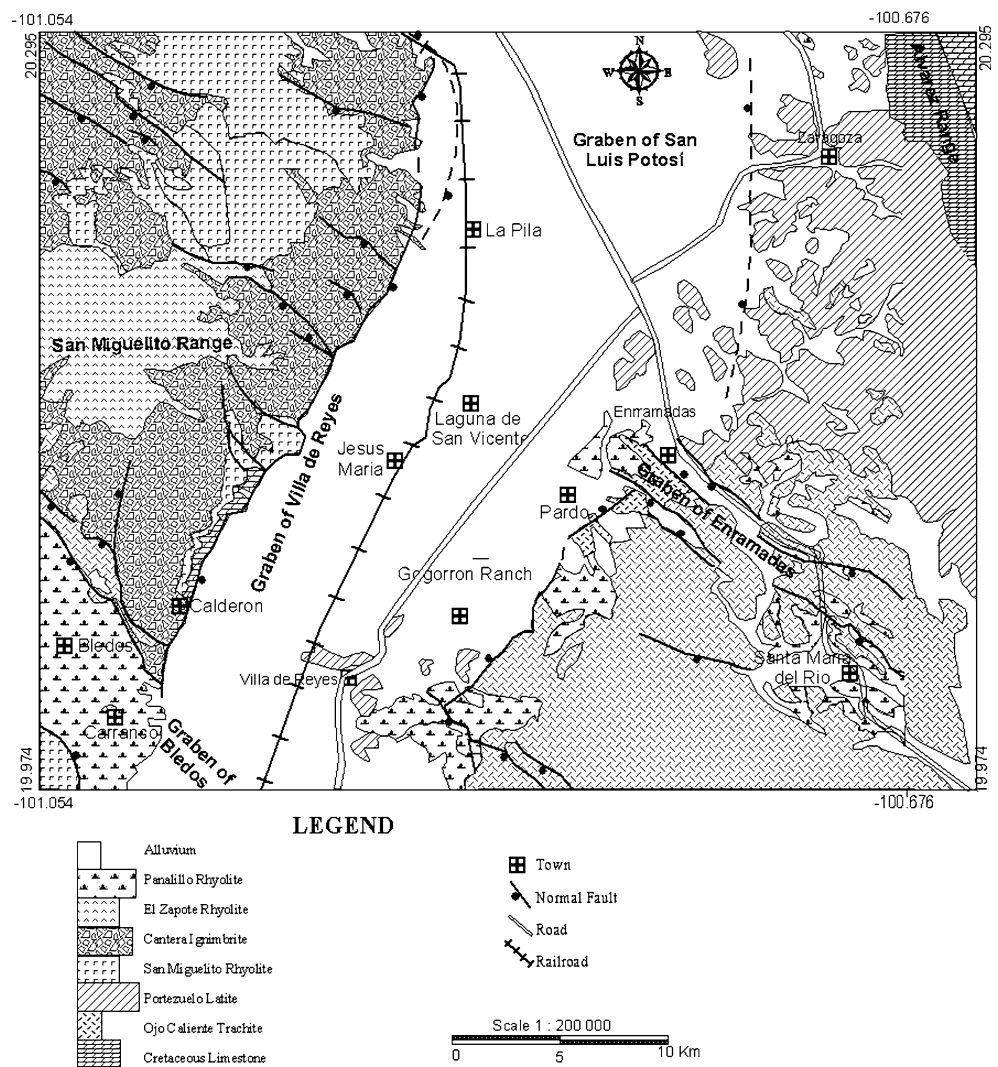 -101.054
-100.676
20.295
20.295
N
W E
S
Graben of San
Luis Potosí
Alvarez Range
Zaragoza
La Pila
San Miguelito Range
Graben of Villa de Reyes
Laguna de
San Vicente
Enrramadas
Jesus
Maria
Graben of Enramadas
Pardo
Gogorron Ranch
Calderon
Bledos
Santa Maria
del Rio
Villa de Reyes
Carranco
Graben of
Bledos
19.974
19.974
-101.054
-100.676
LEGEND
Alluvium
Panalillo Rhyolite
El Zapote Rhyolite
Cantera Ignimbrite
San Miguelito Rhyolite
Portezuelo Latite
Ojo Caliente Trachite
Cretaceous Limestone
Town
Normal Fault
Road
Railroad
Scale 1 : 200 000
0 5 10 Km